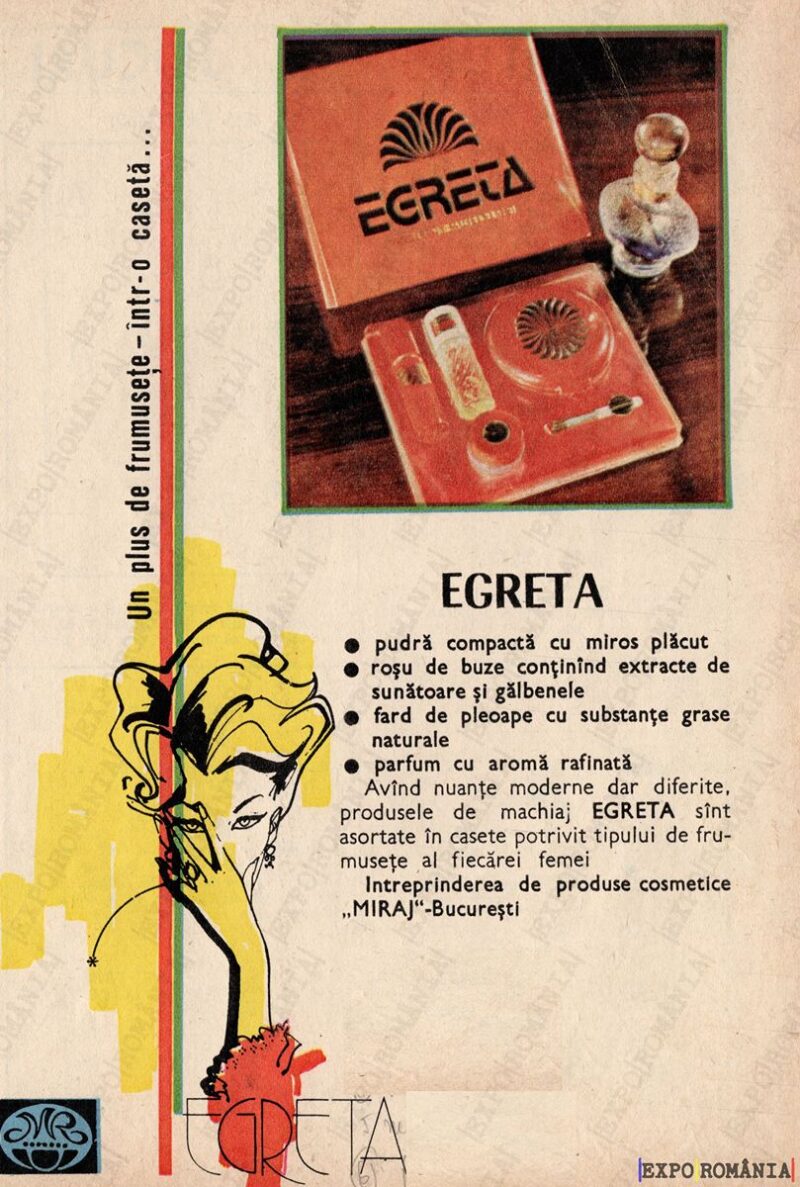 Un plus de frumusețe – într-o casetă...
EGRETA
EGRETA
● pudră compactă cu miros plăcut
● roșu de buze conținînd extracte de
sunătoare și gălbenele
● fard de pleoape cu substanțe grase
naturale
● parfum cu aromă rafinată
Avînd nuanțe moderne dar diferite,
produsele de machiaj EGRETA sînt
asortate în casete potrivit tipului de fru-
musețe al fiecărei femei
Intreprinderea de produse cosmetice
„MIRAJ“-București
EGRETA
EXPO ROMÂNIA